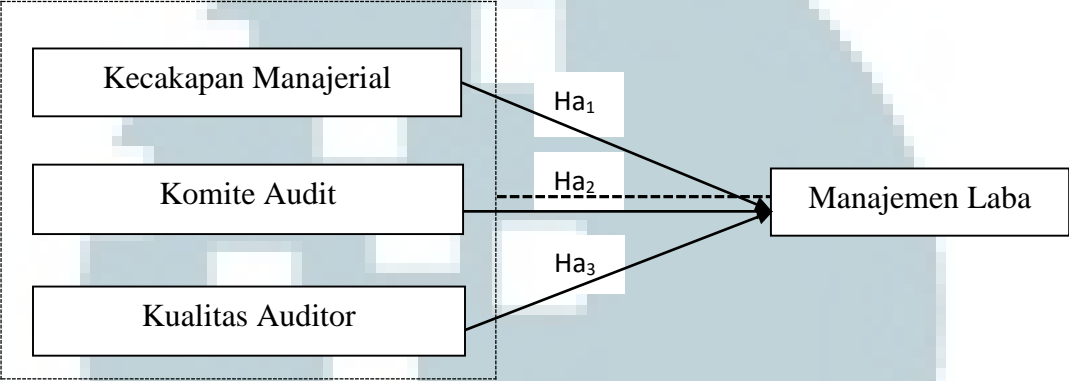 Kecakapan Manajerial
Ha₁
Komite Audit
Ha₂
Manajemen Laba
Ha₃
Kualitas Auditor